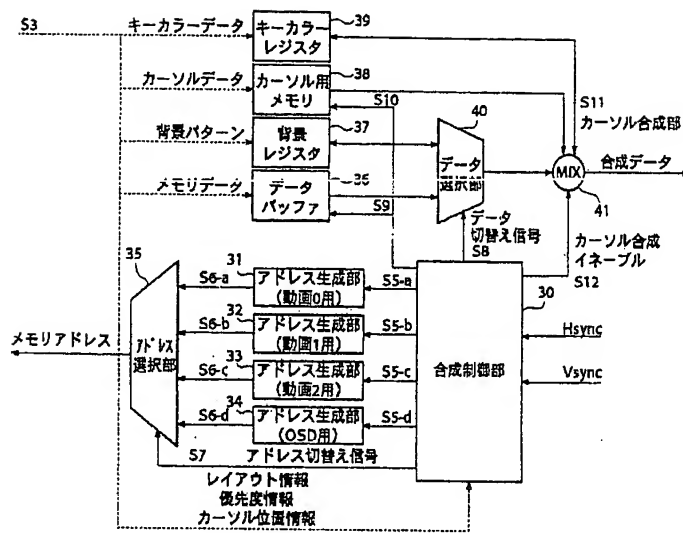 S3
キーカラーデータ
キーカラー
レジスタ
39
カーソルデータ
カーソル用
メモリ
38
S10
背景パターン
背景
レジスタ
37
メモリデータ
データ
バッファ
36
S9
40
データ
選択部
S11
カーソル合成部
MIX
合成データ
41
データ
切替え信号
S8
カーソル合成
イネーブル
S12
35
アドレス
選択部
メモリアドレス
S6-a
31
アドレス生成部
(動画0用)
S5-a
S6-b
32
アドレス生成部
(動画1用)
S5-b
S6-c
33
アドレス生成部
(動画2用)
S5-c
S6-d
34
アドレス生成部
(OSD用)
S5-d
30
合成制御部
Hsync
Vsync
S7
アドレス切替え信号
レイアウト情報
優先度情報
カーソル位置情報